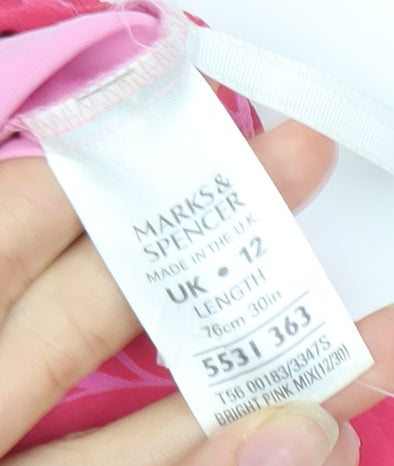 MARKS &
SPENCER
MADE IN THE U.K.
UK • 12
LENGTH
76cm 30in
5531 363
T56 00183/3347S
BRIGHT PINK MIX(12/30)